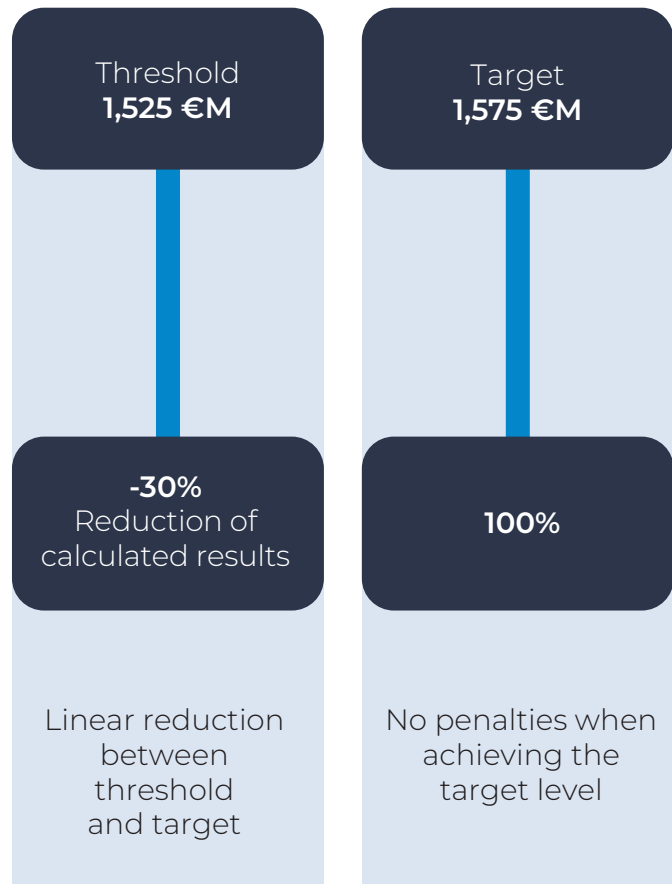 Threshold
1,525 €M
-30%
Reduction of
calculated results
Linear reduction
between
threshold
and target
Target
1,575 €M
100%
No penalties when
achieving the
target level